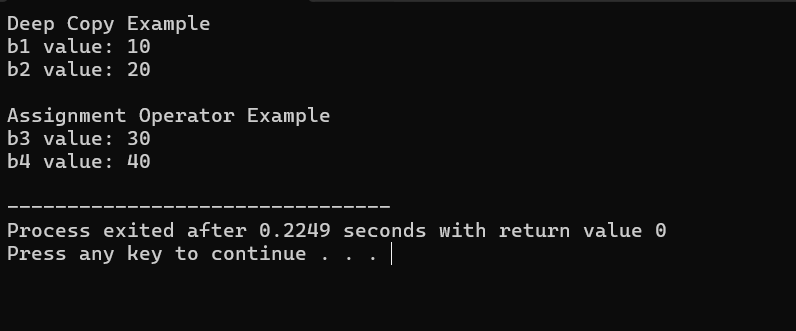 Deep Copy Example
b1 value: 10
b2 value: 20
Assignment Operator Example
b3 value: 30
b4 value: 40
--------------------------------
Process exited after 0.2249 seconds with return value 0
Press any key to continue . . .